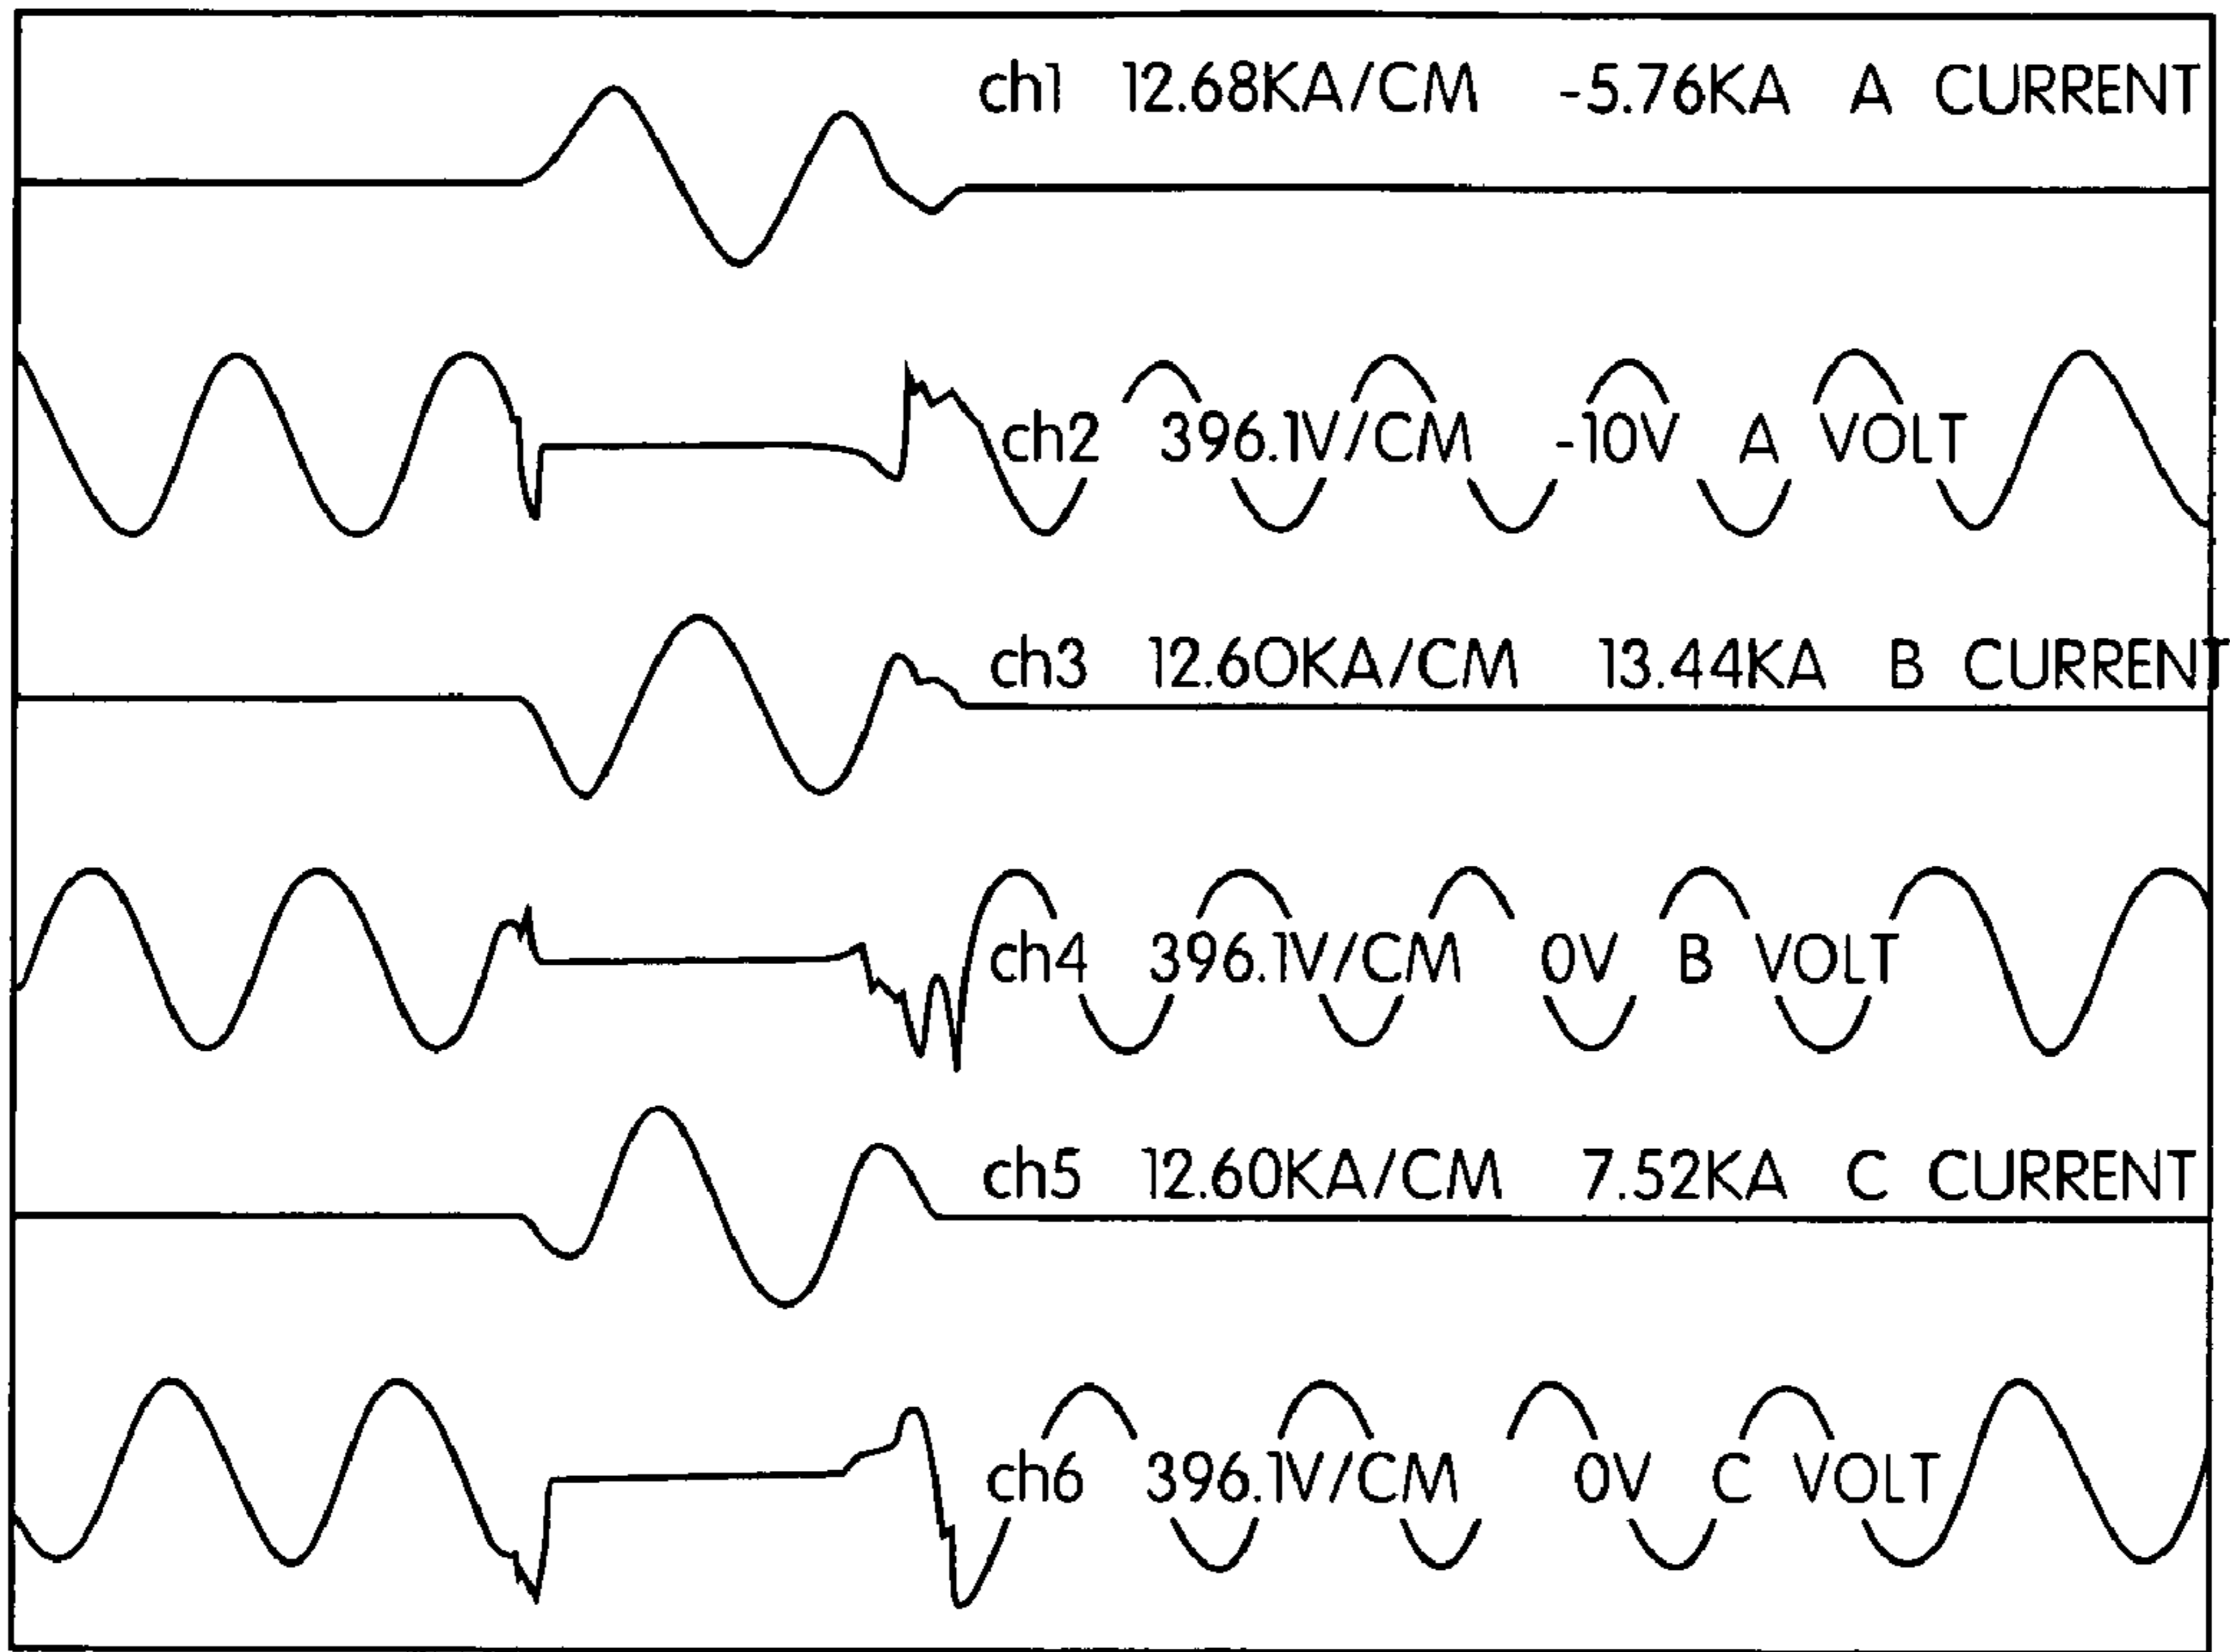 ch1 12.68KA/CM -5.76KA A CURRENT
ch2 396.1V/CM -10V A VOLT
ch3 12.60KA/CM 13.44KA B CURRENT
ch4 396.1V/CM 0V B VOLT
ch5 12.60KA/CM 7.52KA C CURRENT
ch6 396.1V/CM 0V C VOLT